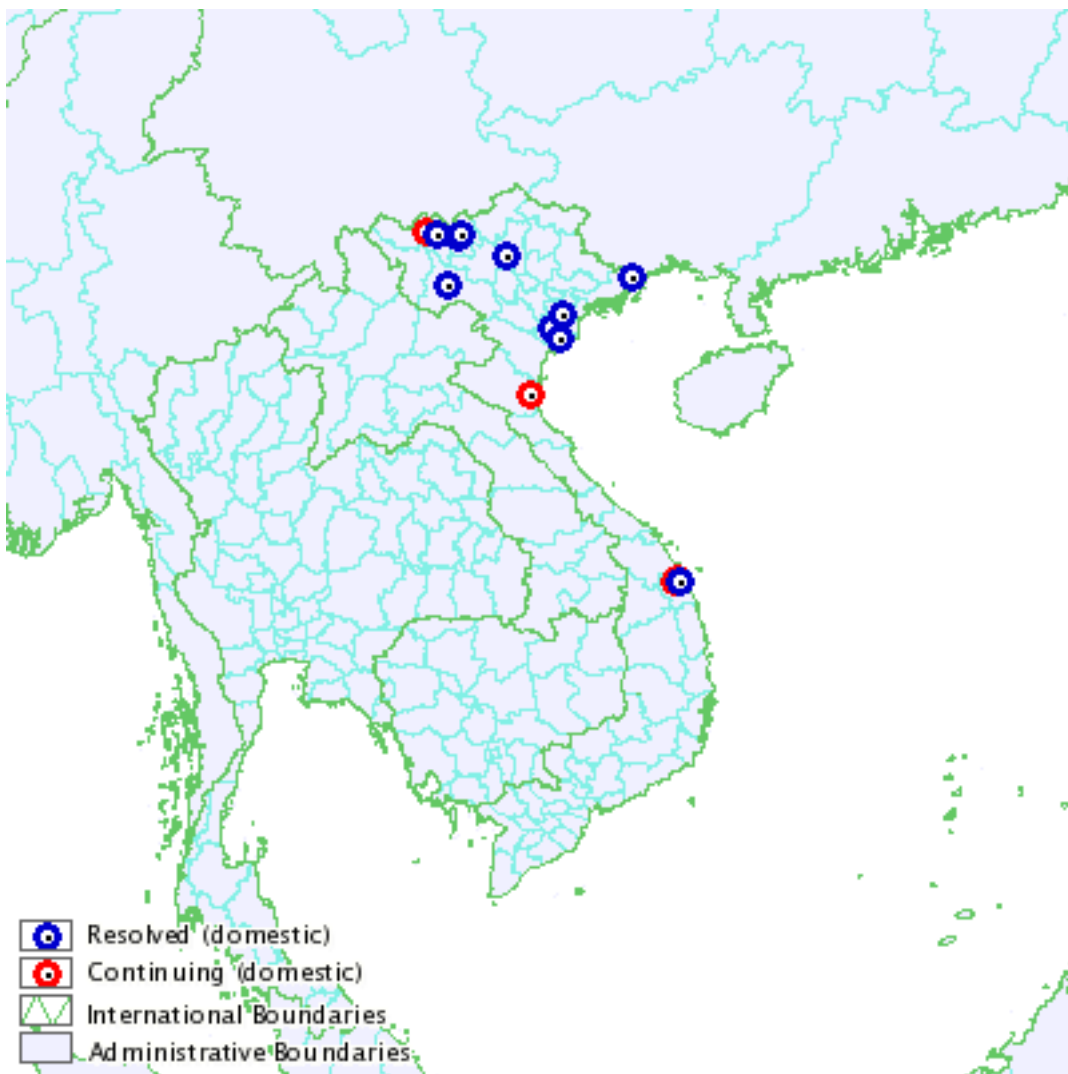 Resolved (domestic)
Continuing (domestic)
International Boundaries
Administrative Boundaries